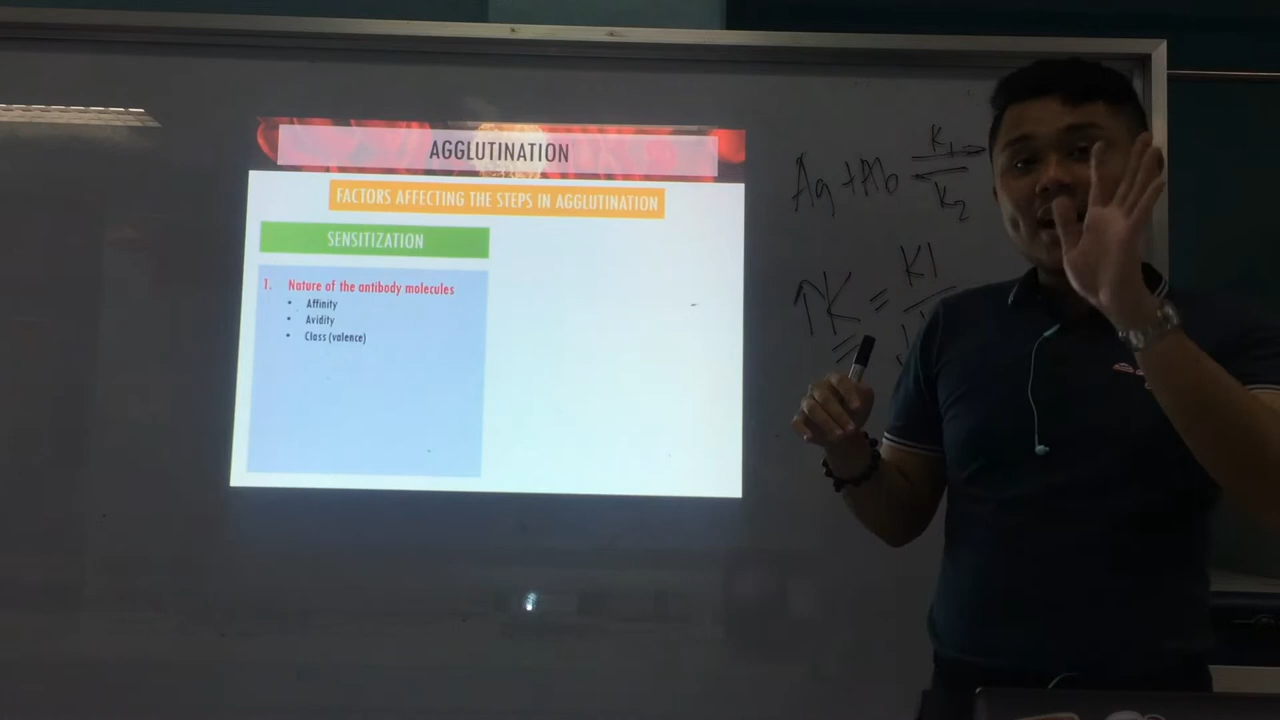 AGGLUTINATION
FACTORS AFFECTING THE STEPS IN AGGLUTINATION
SENSITIZATION
1. Nature of the antibody molecules
• Affinity
• Avidity
• Class (valence)
Ag + Ab ⇌ K1
K2
↑K = K1